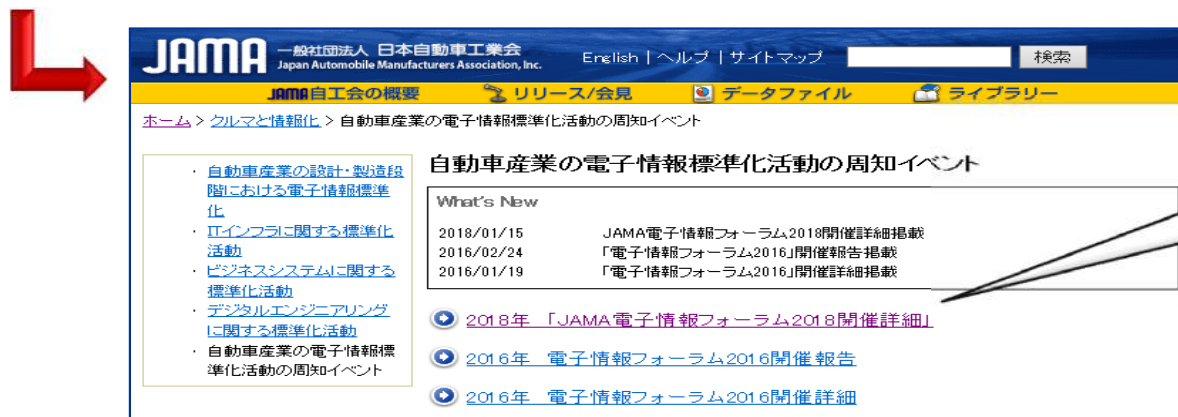 JAMA 一般社団法人 日本自動車工業会
Japan Automobile Manufacturers Association, Inc.
English | ヘルプ | サイトマップ
検索
JAMA自工会の概要
リリース/会見
データファイル
ライブラリー
ホーム > クルマと情報化 > 自動車産業の電子情報標準化活動の周知イベント
・ 自動車産業の設計・製造段
階における電子情報標準
化
・ ITインフラに関する標準化
活動
・ ビジネスシステムに関する
標準化活動
・ デジタルエンジニアリング
に関する標準化活動
・ 自動車産業の電子情報標
準化活動の周知イベント
自動車産業の電子情報標準化活動の周知イベント
What's New
2018/01/15 JAMA電子情報フォーラム2018開催詳細掲載
2016/02/24 「電子情報フォーラム2016」開催報告掲載
2016/01/19 「電子情報フォーラム2016」開催詳細掲載
2018年 「JAMA電子情報フォーラム2018開催詳細」
2016年 電子情報フォーラム2016開催報告
2016年 電子情報フォーラム2016開催詳細